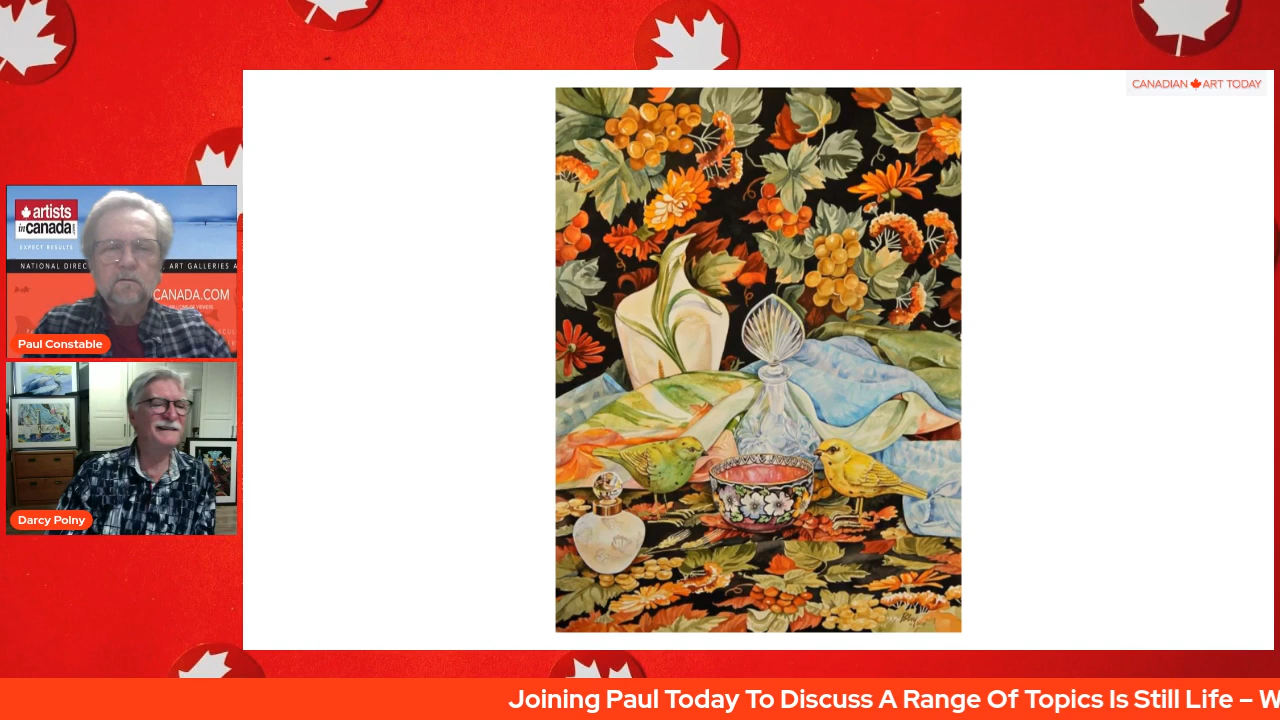 CANADIAN ART TODAY
artists
in canada
EXPECT RESULTS
NATIONAL DIREC
ART GALLERIES A
CANADA.COM
Paul Constable
Darcy Polny
Joining Paul Today To Discuss A Range Of Topics Is Still Life – W